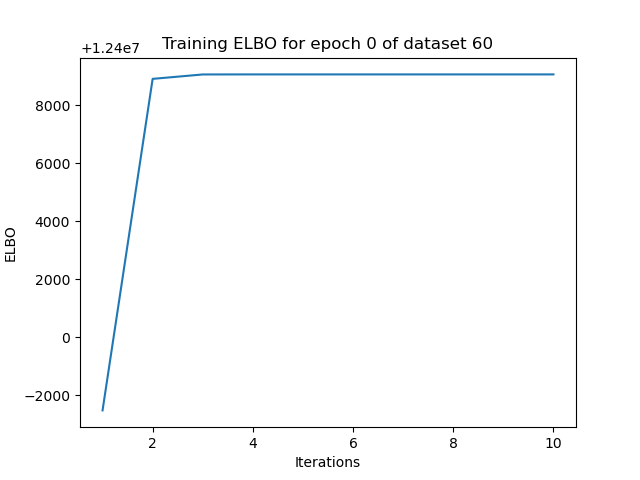 Training ELBO for epoch 0 of dataset 60
+1.24e7
8000
6000
4000
2000
0
−2000
ELBO
2 4 6 8 10
Iterations